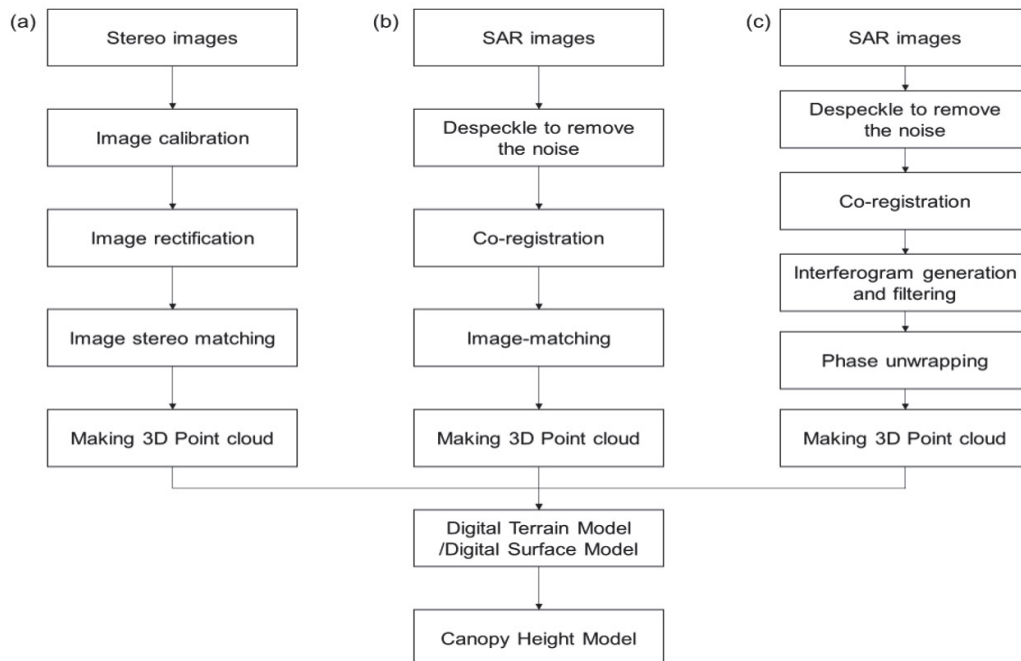 (a)
Stereo images
Image calibration
Image rectification
Image stereo matching
Making 3D Point cloud
(b)
SAR images
Despeckle to remove
the noise
Co-registration
Image-matching
Making 3D Point cloud
(c)
SAR images
Despeckle to remove
the noise
Co-registration
Interferogram generation
and filtering
Phase unwrapping
Making 3D Point cloud
Digital Terrain Model
/Digital Surface Model
Canopy Height Model